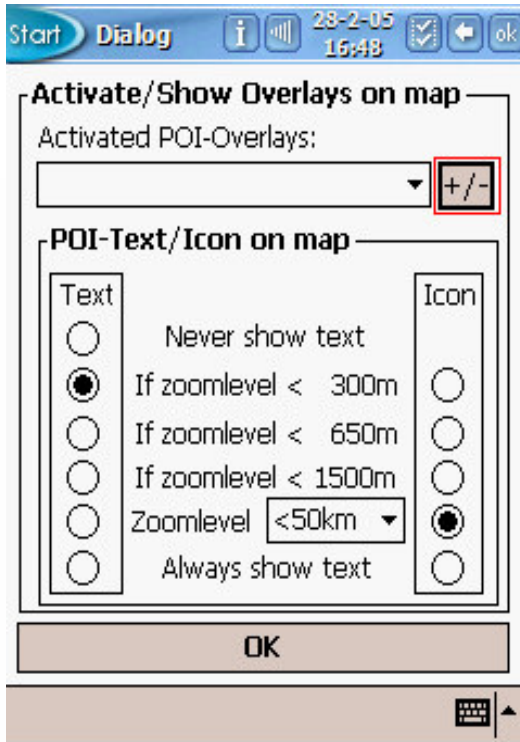 Start Dialog 28-2-05 ok
16:48
Activate/Show Overlays on map
Activated POI-Overlays:
+/-
POI-Text/Icon on map
Text Icon
Never show text
If zoomlevel < 300m
If zoomlevel < 650m
If zoomlevel < 1500m
Zoomlevel <50km
Always show text
OK